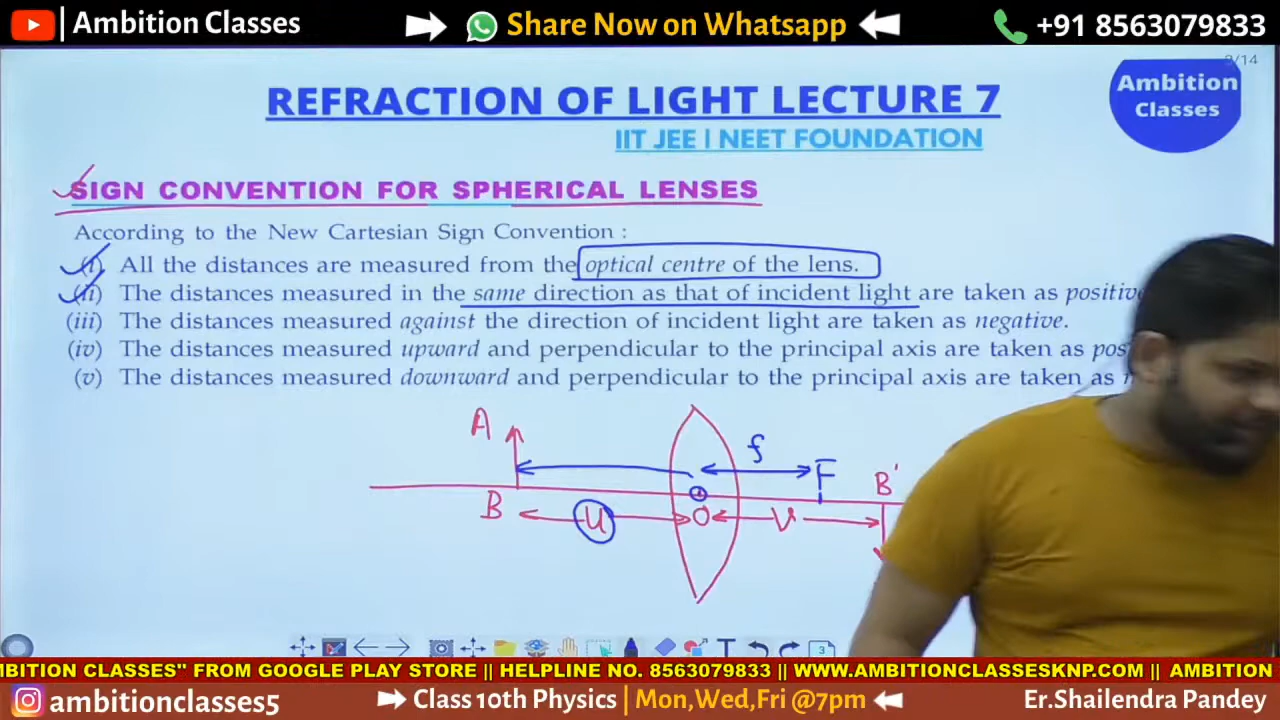 | Ambition Classes
Share Now on Whatsapp
+91 8563079833
/14
REFRACTION OF LIGHT LECTURE 7
Ambition
Classes
IIT JEE | NEET FOUNDATION
SIGN CONVENTION FOR SPHERICAL LENSES
According to the New Cartesian Sign Convention :
(i) All the distances are measured from the optical centre of the lens.
(ii) The distances measured in the same direction as that of incident light are taken as positive
(iii) The distances measured against the direction of incident light are taken as negative.
(iv) The distances measured upward and perpendicular to the principal axis are taken as pos
(v) The distances measured downward and perpendicular to the principal axis are taken as
A
f
F
B'
B
U
O
V
T
3
MBITION CLASSES" FROM GOOGLE PLAY STORE || HELPLINE NO. 8563079833 || WWW.AMBITIONCLASSESKNP.COM || AMBITION
ambitionclasses5
Class 10th Physics | Mon,Wed,Fri @7pm
Er.Shailendra Pandey